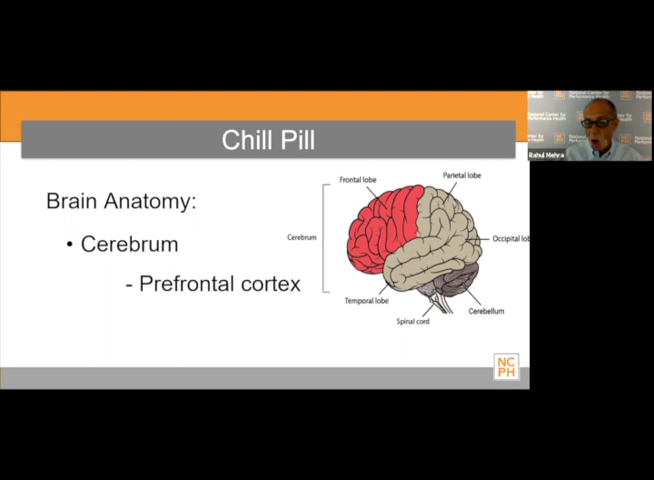 Chill Pill
Brain Anatomy:
• Cerebrum
- Prefrontal cortex
Frontal lobe
Parietal lobe
Cerebrum
Occipital lob
Temporal lobe
Cerebellum
Spinal cord
NC
PH
Rahul Mehra